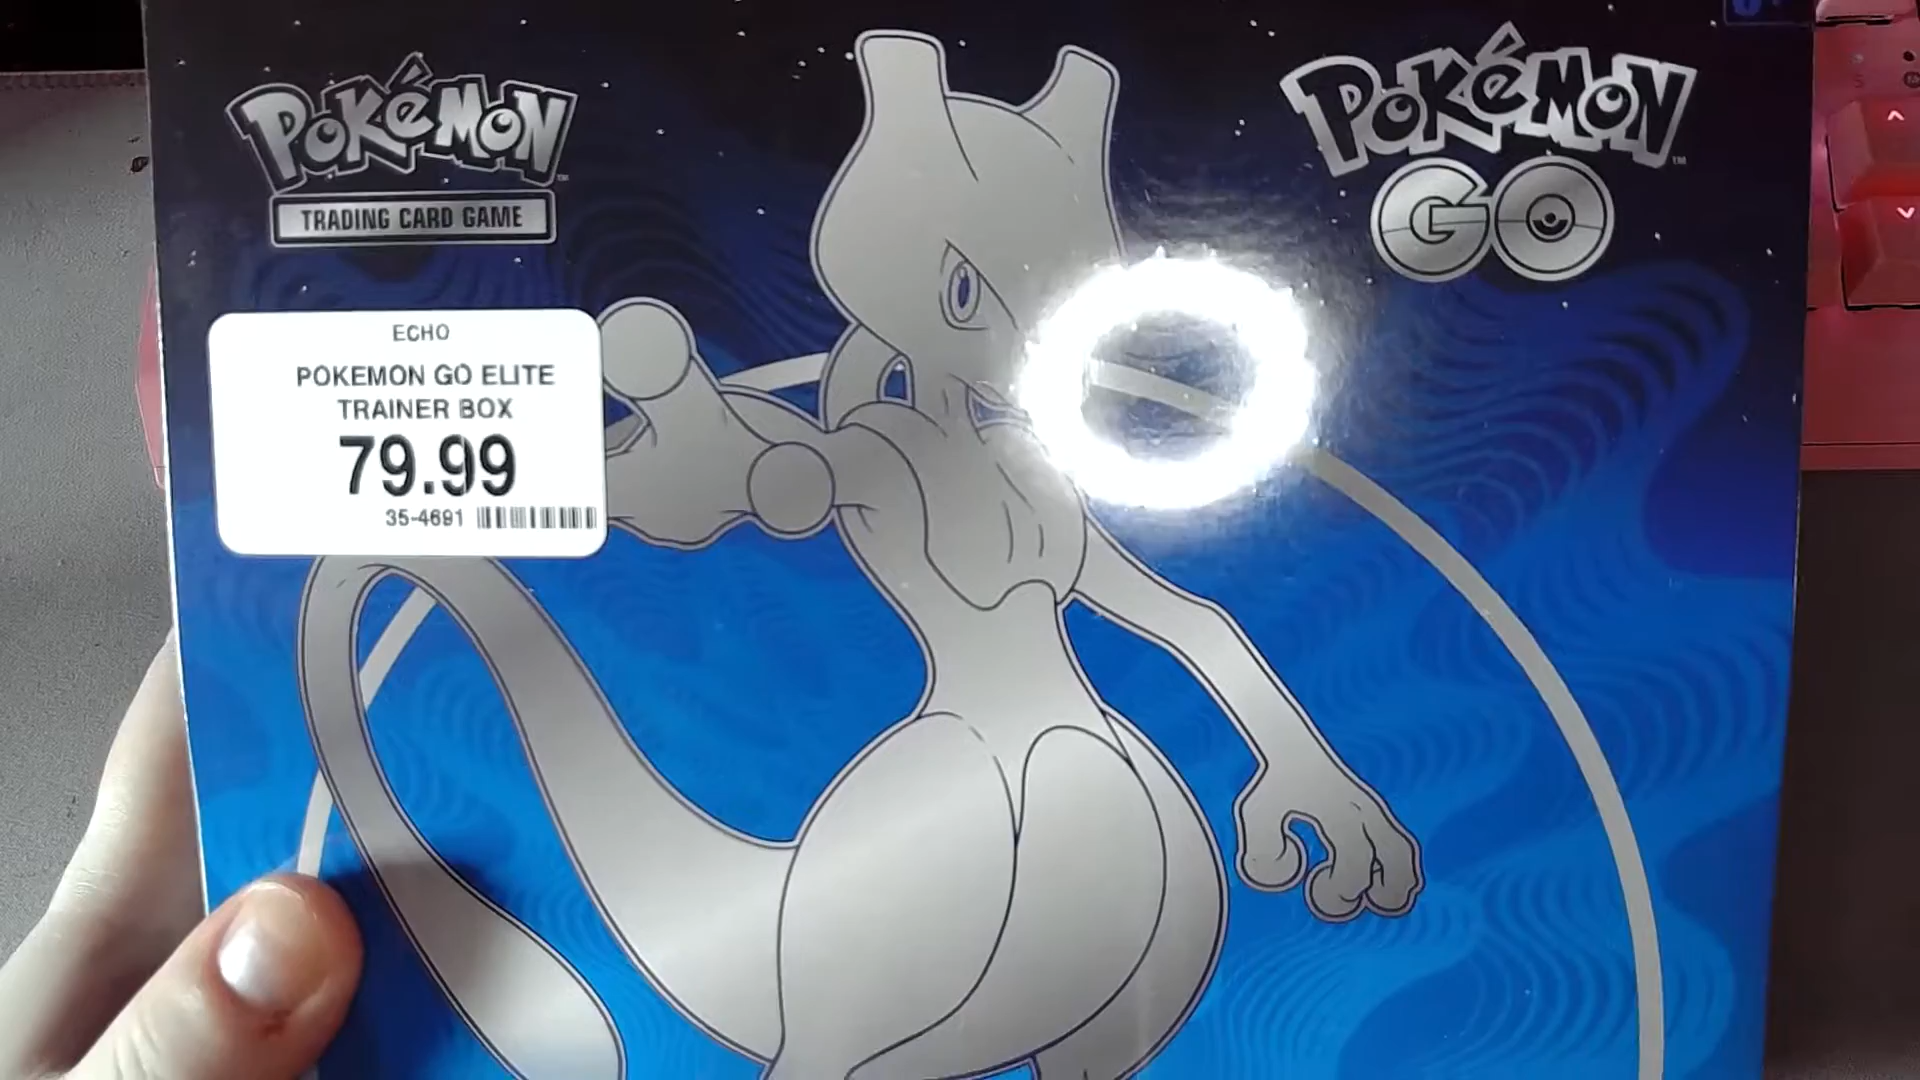 POKéMON
TRADING CARD GAME
POKéMON
GO
ECHO
POKEMON GO ELITE
TRAINER BOX
79.99
35-4691